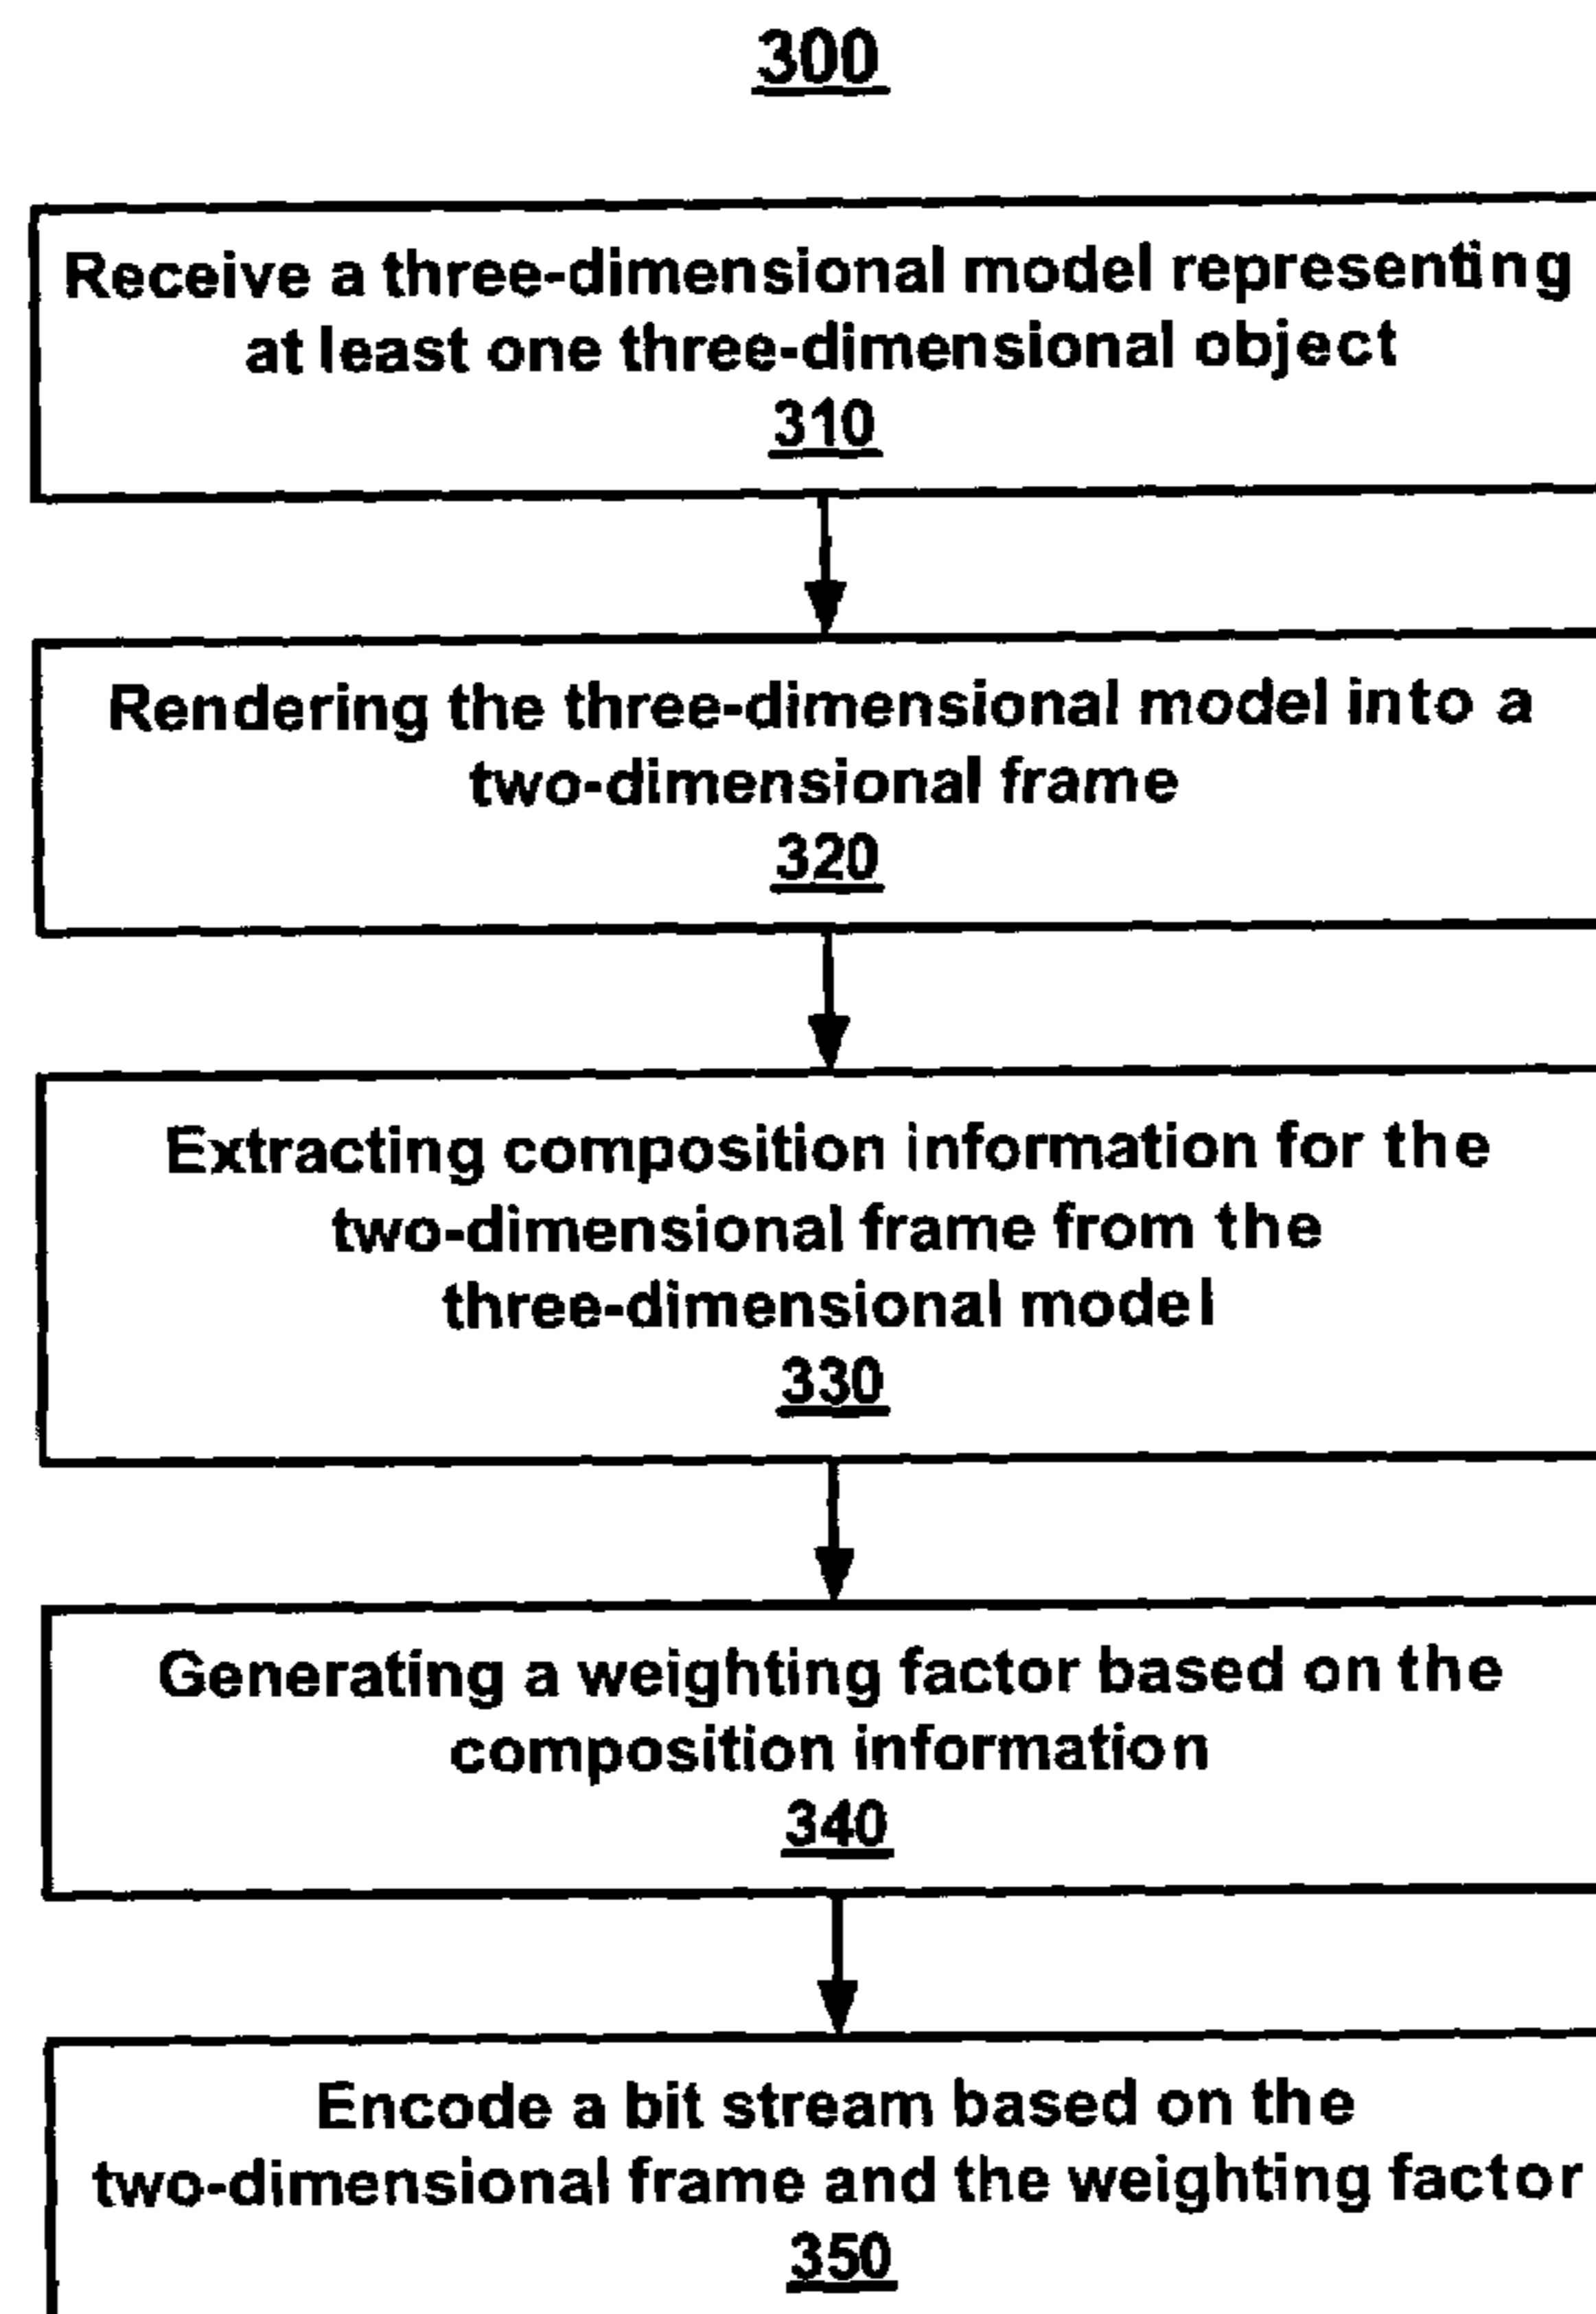 300
Receive a three-dimensional model representing
at least one three-dimensional object
310
Rendering the three-dimensional model into a
two-dimensional frame
320
Extracting composition information for the
two-dimensional frame from the
three-dimensional model
330
Generating a weighting factor based on the
composition information
340
Encode a bit stream based on the
two-dimensional frame and the weighting factor
350